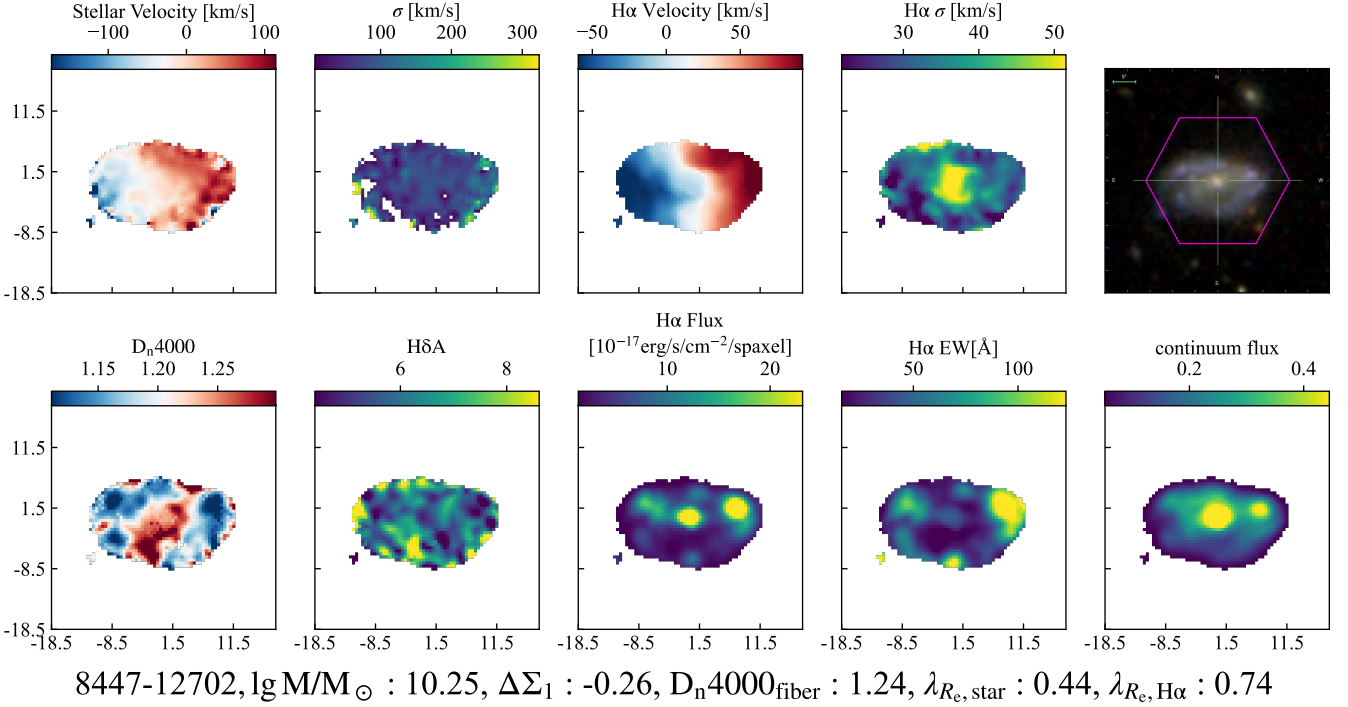 Stellar Velocity [km/s]
−100 0 100
σ [km/s]
100 200 300
Hα Velocity [km/s]
−50 0 50
Hα σ [km/s]
30 40 50
11.5
1.5
-8.5
-18.5
5"
N
E
W
S
Dn4000
1.15 1.20 1.25
HδA
6 8
Hα Flux
[10⁻¹⁷erg/s/cm⁻²/spaxel]
10 20
Hα EW[Å]
50 100
continuum flux
0.2 0.4
11.5
1.5
-8.5
-18.5
-18.5 -8.5 1.5 11.5
-18.5 -8.5 1.5 11.5
-18.5 -8.5 1.5 11.5
-18.5 -8.5 1.5 11.5
-18.5 -8.5 1.5 11.5
8447-12702, lg M/M⊙ : 10.25, ΔΣ₁ : -0.26, Dn4000fiber : 1.24, λRe,star : 0.44, λRe,Hα : 0.74